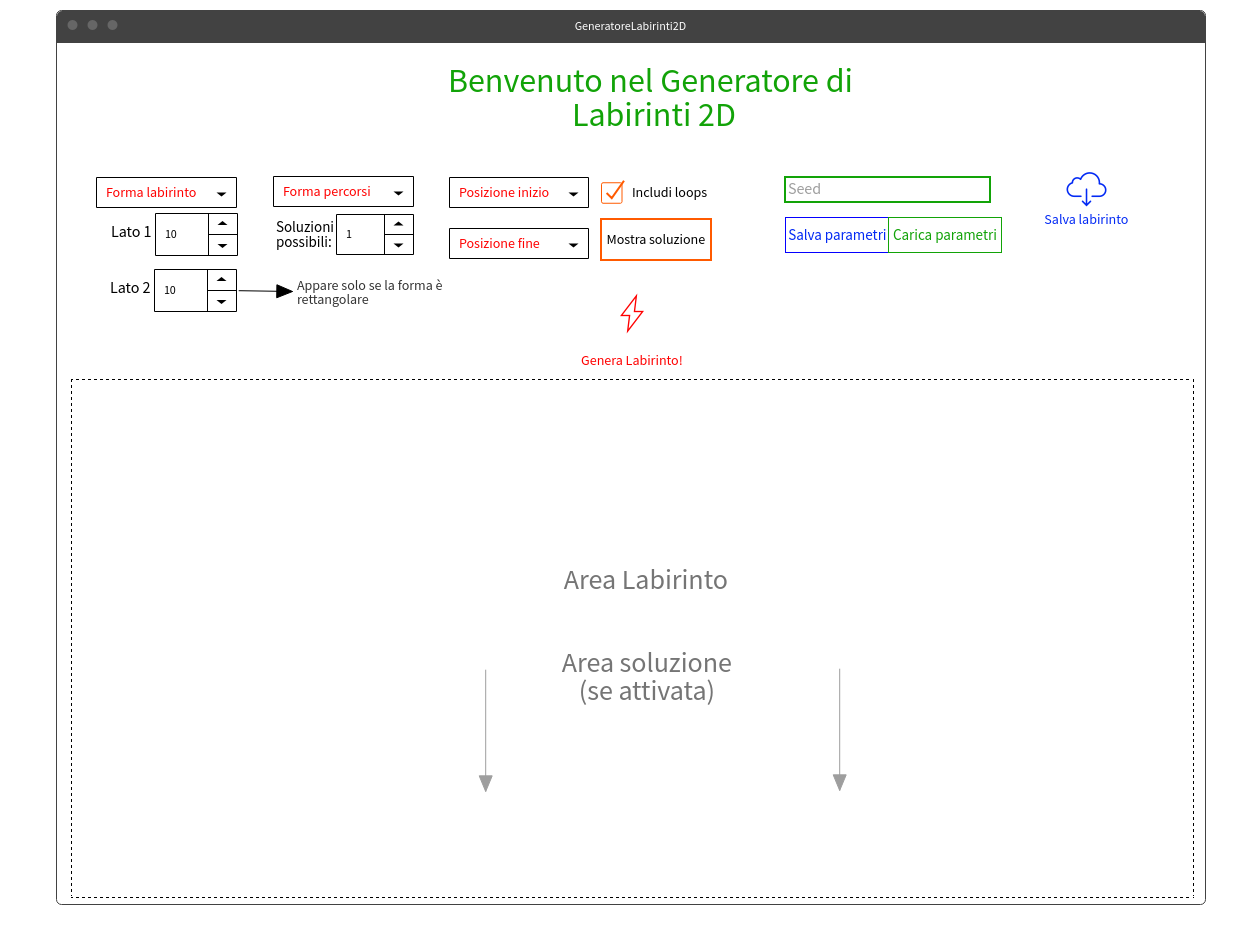 GeneratoreLabirinti2D
Benvenuto nel Generatore di
Labirinti 2D
Forma labirinto
Forma percorsi
Posizione inizio
Includi loops
Seed
Salva labirinto
Lato 1
10
Soluzioni
possibili:
1
Posizione fine
Mostra soluzione
Salva parametri
Carica parametri
Lato 2
10
Appare solo se la forma è
rettangolare
Genera Labirinto!
Area Labirinto
Area soluzione
(se attivata)